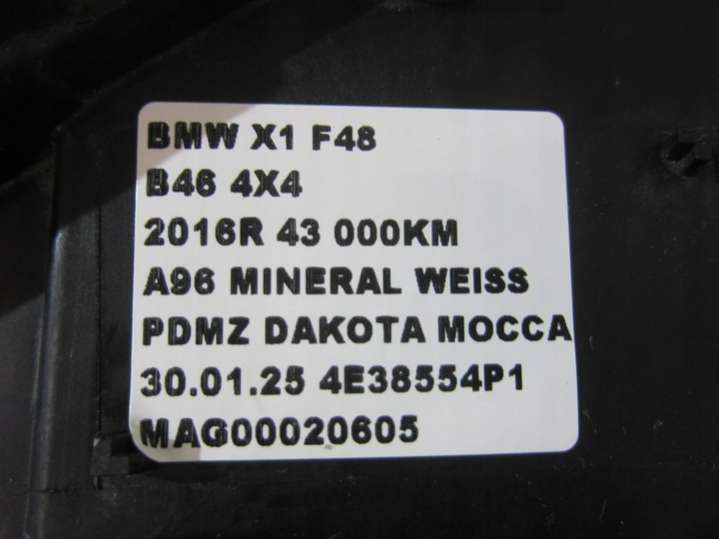 BMW X1 F48
B46 4X4
2016R 43 000KM
A96 MINERAL WEISS
PDMZ DAKOTA MOCCA
30.01.25 4E38554P1
MAG00020605